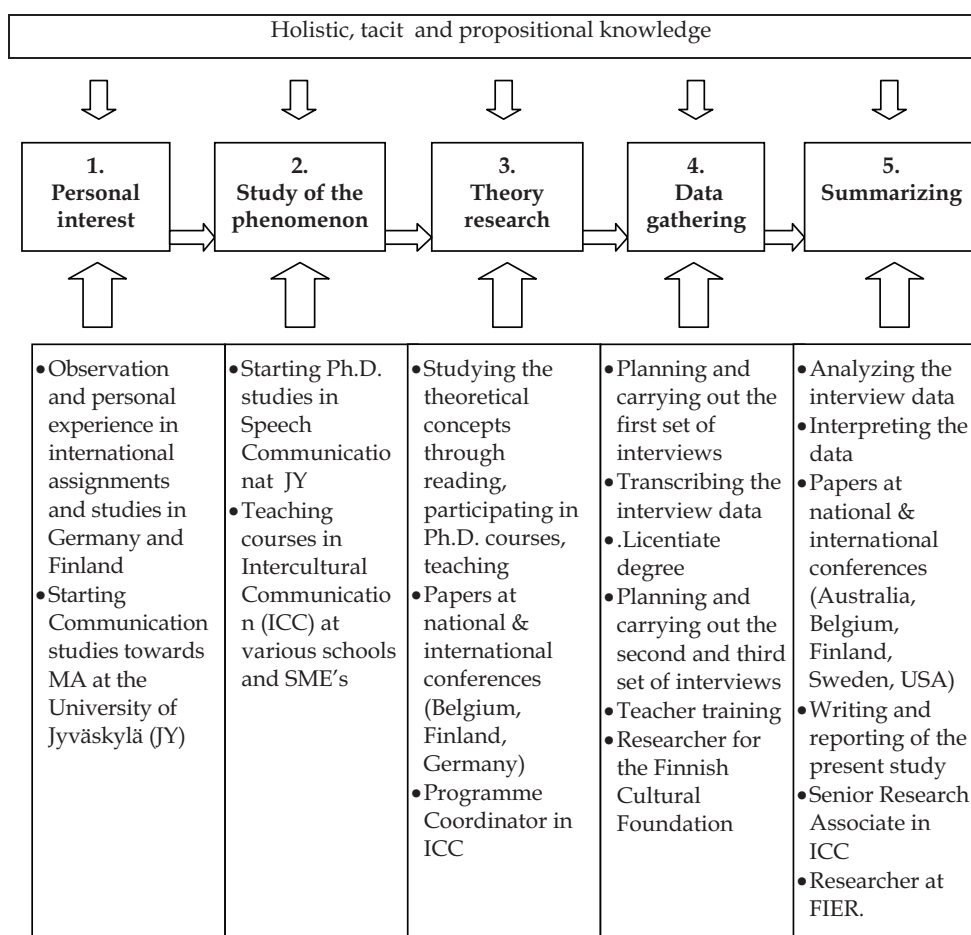 Holistic, tacit and propositional knowledge
1.
Personal
interest
2.
Study of the
phenomenon
3.
Theory
research
4.
Data
gathering
5.
Summarizing
•Observation
and personal
experience in
international
assignments
and studies in
Germany and
Finland
•Starting
Communication
studies towards
MA at the
University of
Jyväskylä (JY)
•Starting Ph.D.
studies in
Speech
Communicatio
nat JY
•Teaching
courses in
Intercultural
Communicatio
n (ICC) at
various schools
and SME's
•Studying the
theoretical
concepts
through
reading,
participating in
Ph.D. courses,
teaching
•Papers at
national &
international
conferences
(Belgium,
Finland,
Germany)
•Programme
Coordinator in
ICC
•Planning and
carrying out the
first set of
interviews
•Transcribing the
interview data
•.Licentiate
degree
•Planning and
carrying out the
second and third
set of interviews
•Teacher training
•Researcher for
the Finnish
Cultural
Foundation
•Analyzing the
interview data
•Interpreting the
data
•Papers at
national &
international
conferences
(Australia,
Belgium,
Finland,
Sweden, USA)
•Writing and
reporting of the
present study
•Senior Research
Associate in
ICC
•Researcher at
FIER.